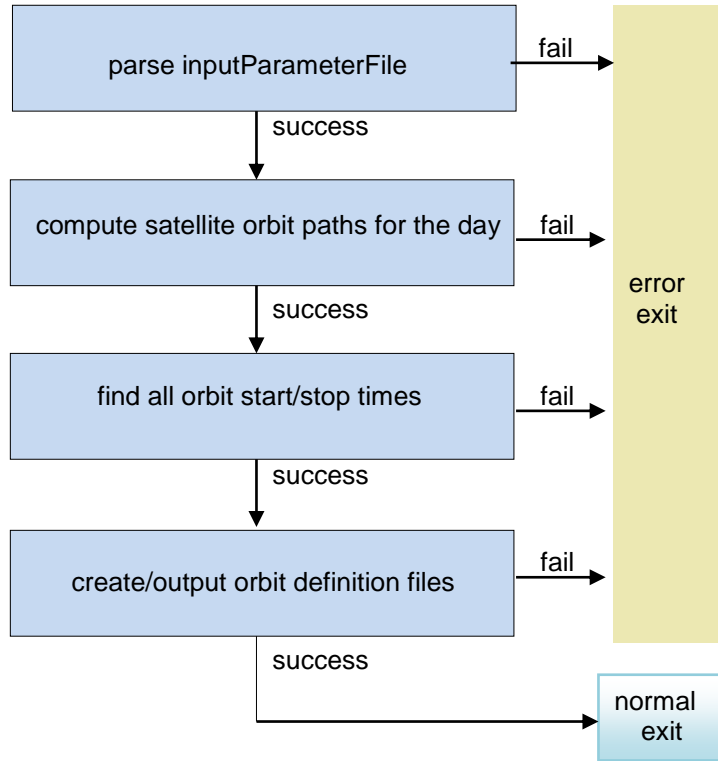 parse inputParameterFile
fail
success
compute satellite orbit paths for the day
fail
error
exit
success
find all orbit start/stop times
fail
success
create/output orbit definition files
fail
success
normal
exit